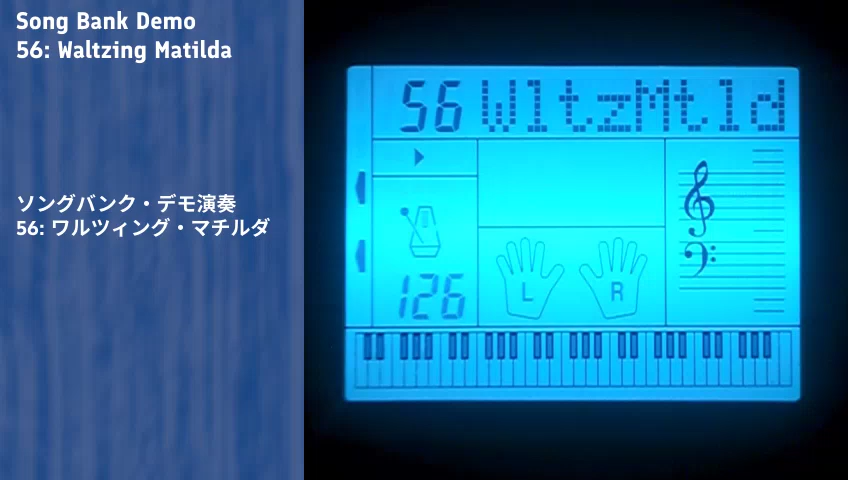 Song Bank Demo
56: Waltzing Matilda
ソングバンク・デモ演奏
56: ワルツィング・マチルダ
56 WltzMtld
126
L R